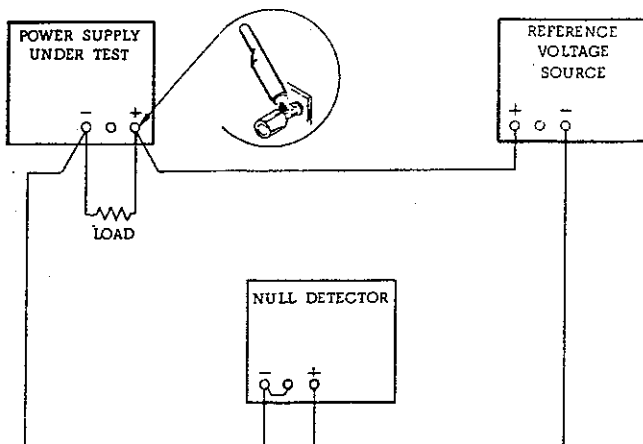 POWER SUPPLY
UNDER TEST
- +
LOAD
REFERENCE
VOLTAGE
SOURCE
+ -
NULL DETECTOR
- +